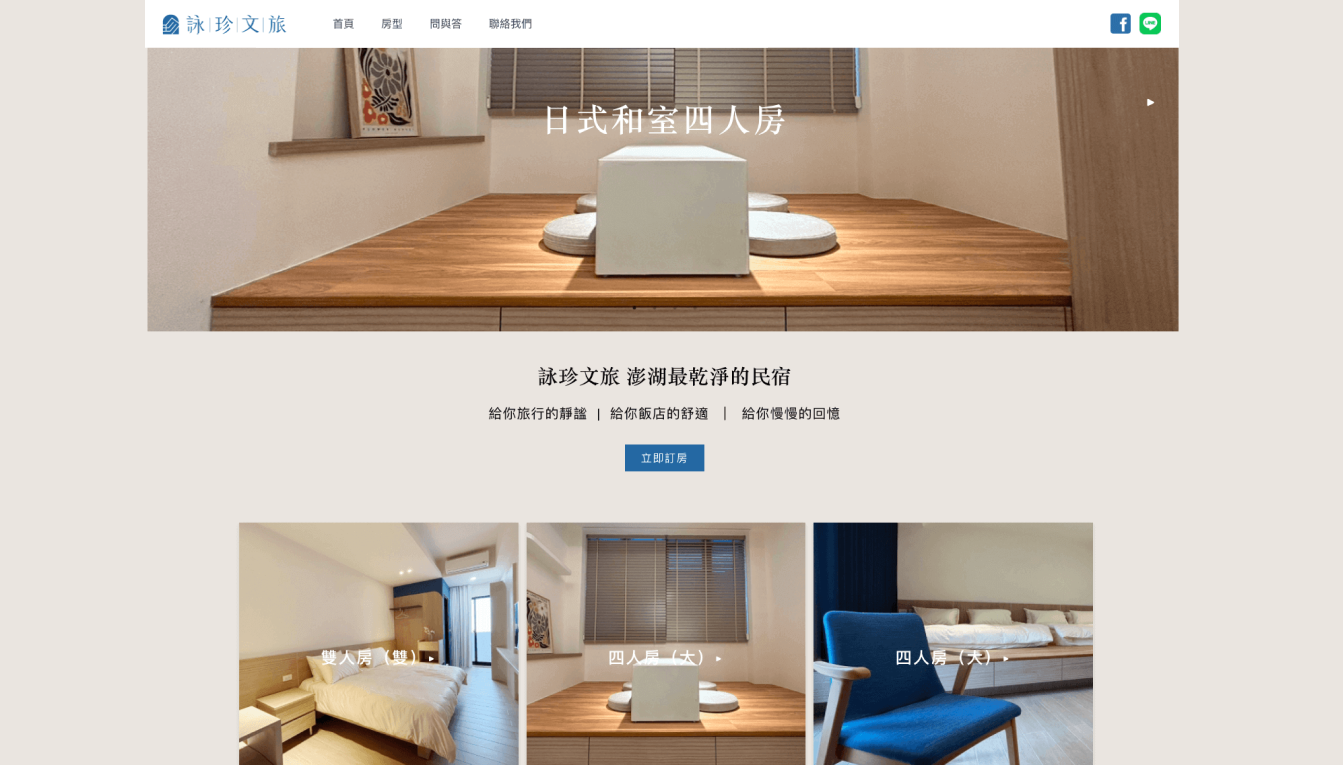 詠珍文旅
首頁 房型 問與答 聯絡我們
LINE
日式和室四人房
詠珍文旅 澎湖最乾淨的民宿
給你旅行的靜謐 | 給你飯店的舒適 | 給你慢慢的回憶
立即訂房
雙人房（雙）
四人房（大）
四人房（大）